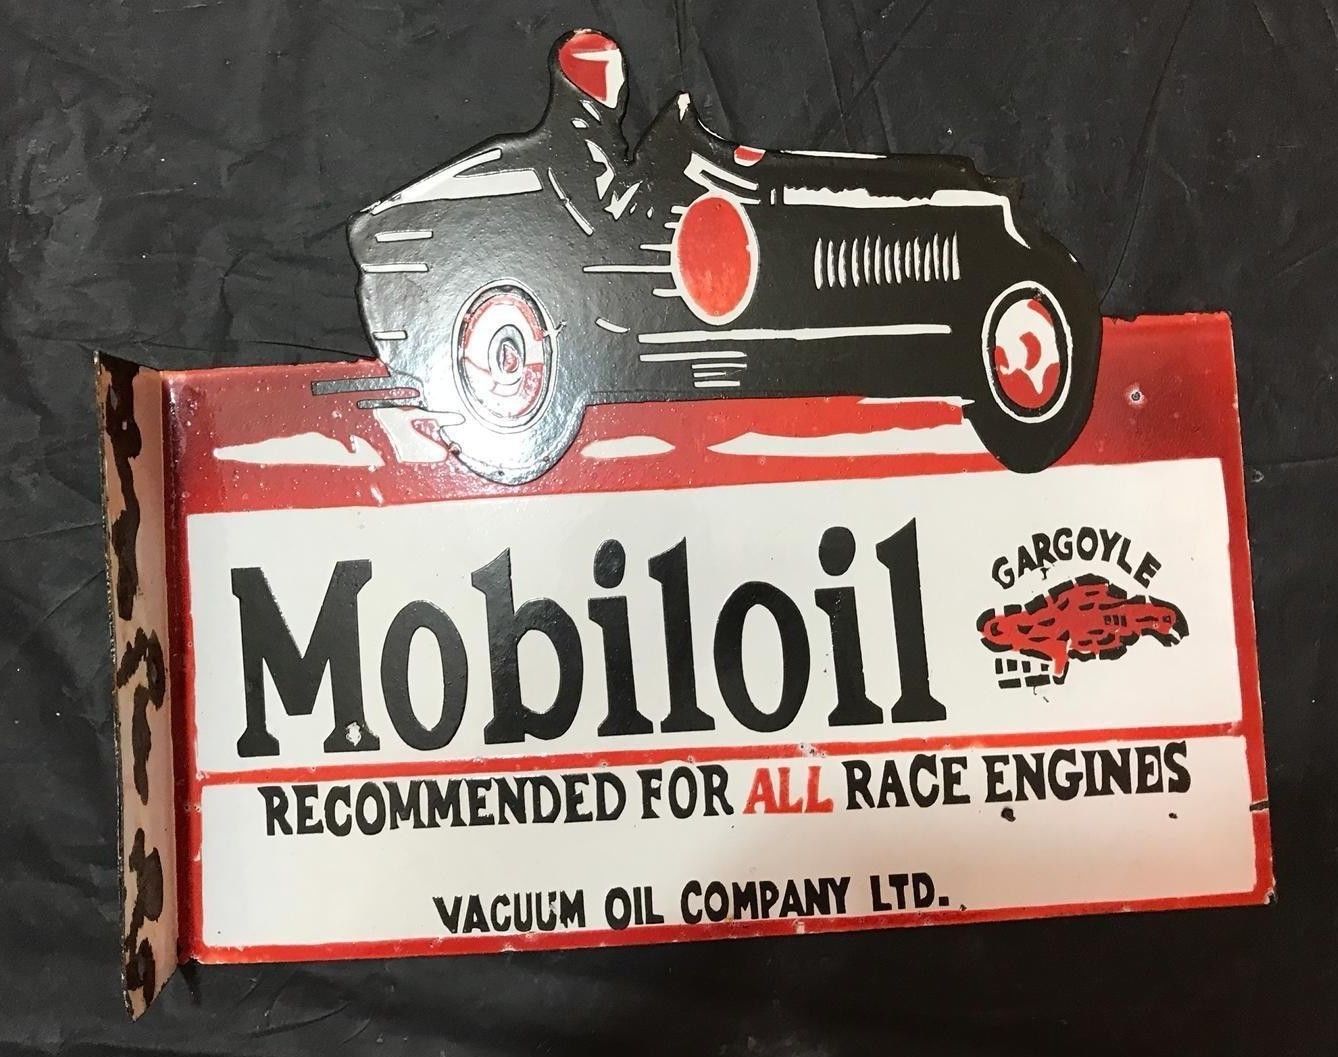 Mobiloil
GARGOYLE
RECOMMENDED FOR ALL RACE ENGINES
VACUUM OIL COMPANY LTD.